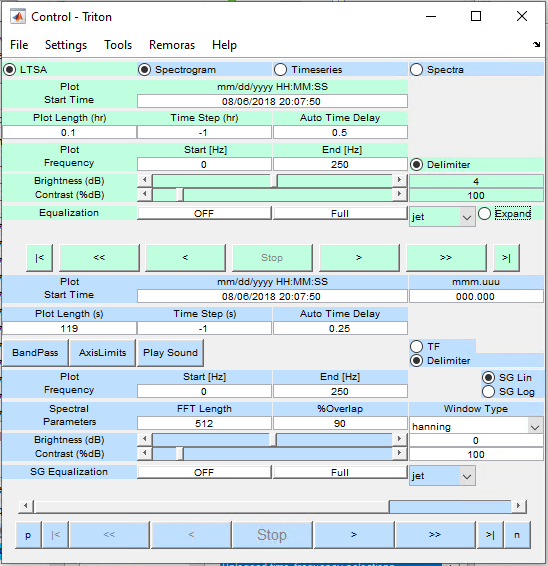 Control - Triton
File Settings Tools Remoras Help
LTSA Spectrogram Timeseries Spectra
Plot mm/dd/yyyy HH:MM:SS
Start Time 08/06/2018 20:07:50
Plot Length (hr) Time Step (hr) Auto Time Delay
0.1 -1 0.5
Plot Start [Hz] End [Hz]
Frequency 0 250 Delimiter
Brightness (dB) 4
Contrast (%dB) 100
Equalization OFF Full jet Expand
|< << < Stop > >> >|
Plot mm/dd/yyyy HH:MM:SS mmm.uuu
Start Time 08/06/2018 20:07:50 000.000
Plot Length (s) Time Step (s) Auto Time Delay
119 -1 0.25
TF
BandPass AxisLimits Play Sound Delimiter
Plot Start [Hz] End [Hz] SG Lin
Frequency 0 250 SG Log
Spectral FFT Length %Overlap Window Type
Parameters 512 90 hanning
Brightness (dB) 0
Contrast (%dB) 100
SG Equalization OFF Full jet
p |< << < Stop > >> >| n